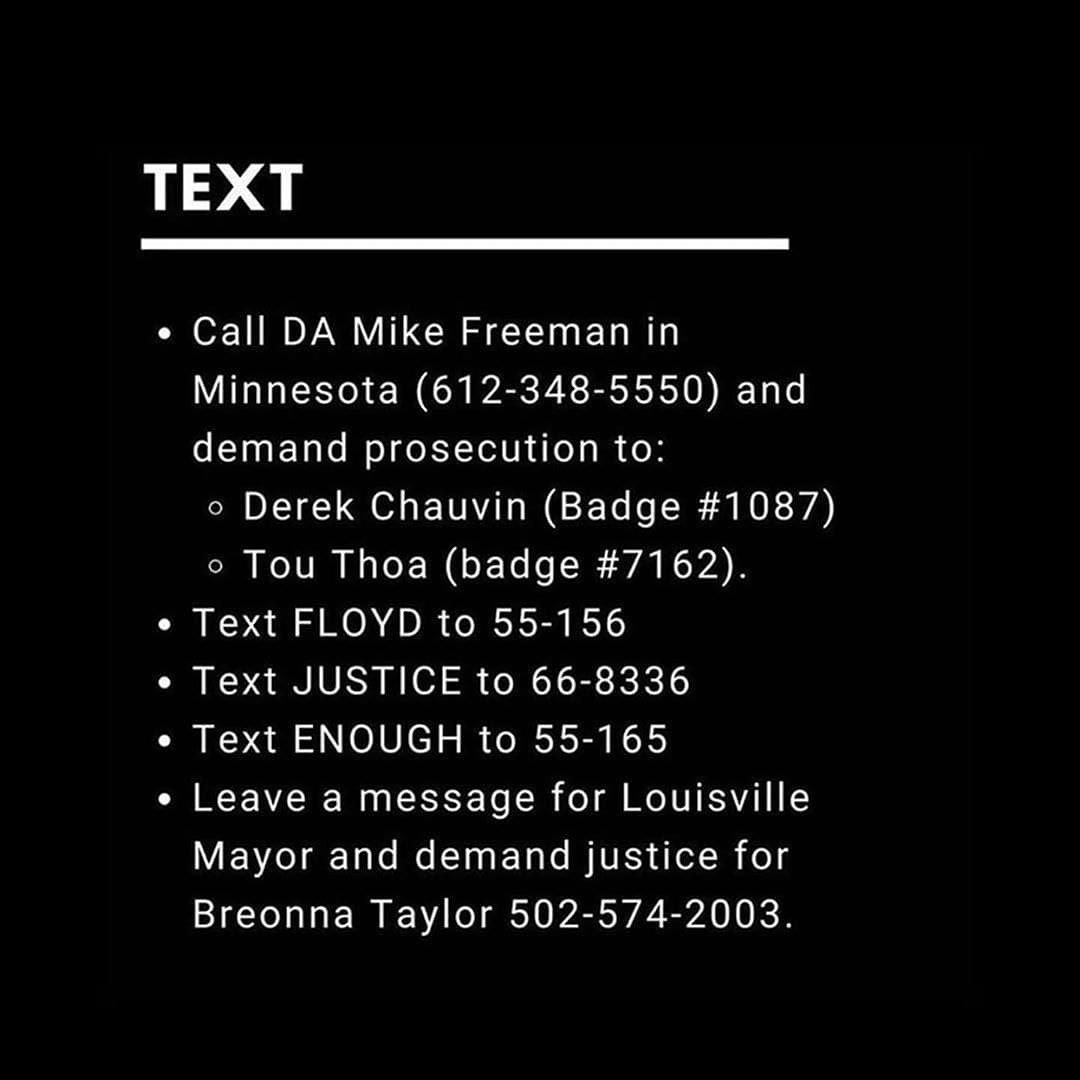 TEXT
• Call DA Mike Freeman in
Minnesota (612-348-5550) and
demand prosecution to:
◦ Derek Chauvin (Badge #1087)
◦ Tou Thoa (badge #7162).
• Text FLOYD to 55-156
• Text JUSTICE to 66-8336
• Text ENOUGH to 55-165
• Leave a message for Louisville
Mayor and demand justice for
Breonna Taylor 502-574-2003.